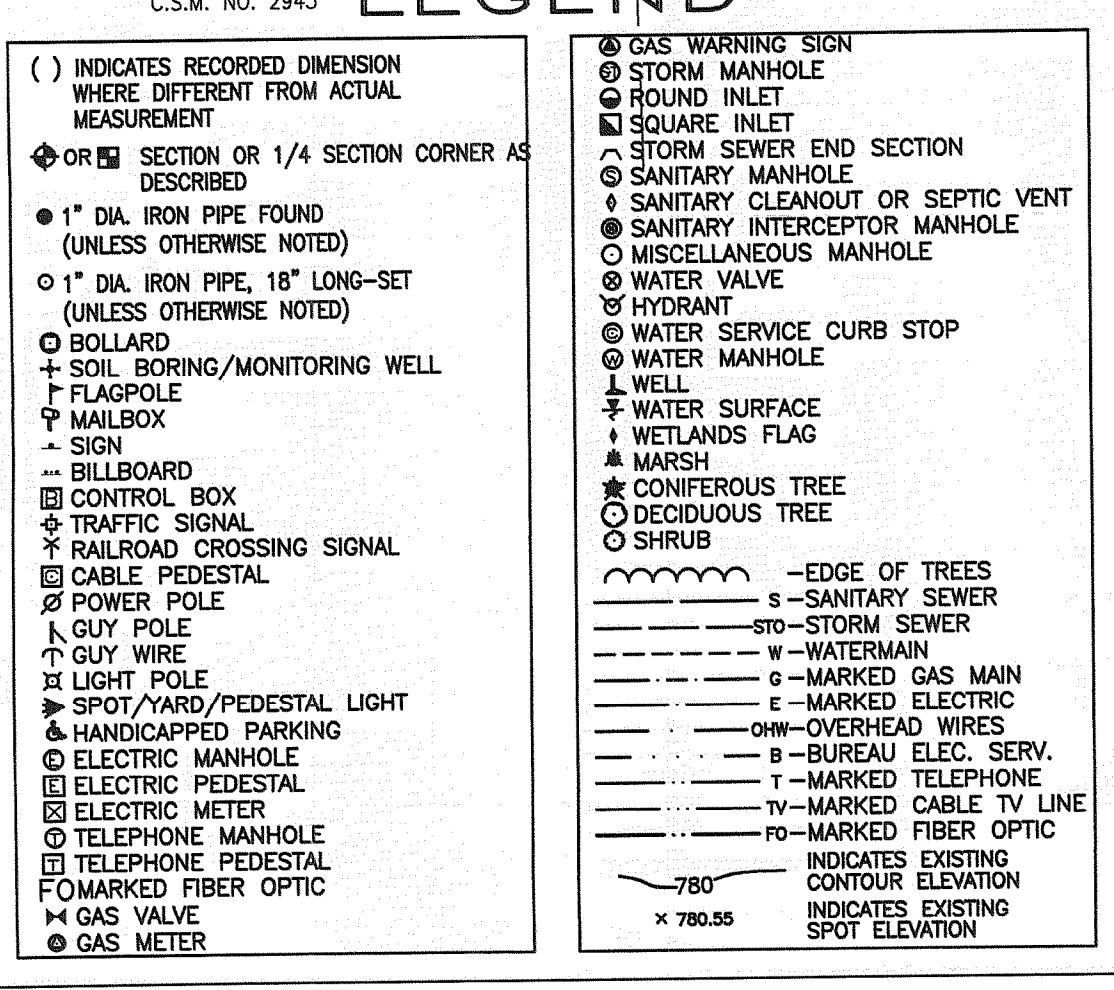 C.S.M. NO. 2945
LEGEND
( ) INDICATES RECORDED DIMENSION
WHERE DIFFERENT FROM ACTUAL
MEASUREMENT
OR SECTION OR 1/4 SECTION CORNER AS
DESCRIBED
1" DIA. IRON PIPE FOUND
(UNLESS OTHERWISE NOTED)
1" DIA. IRON PIPE, 18" LONG-SET
(UNLESS OTHERWISE NOTED)
BOLLARD
SOIL BORING/MONITORING WELL
FLAGPOLE
MAILBOX
SIGN
BILLBOARD
B CONTROL BOX
TRAFFIC SIGNAL
RAILROAD CROSSING SIGNAL
C CABLE PEDESTAL
POWER POLE
GUY POLE
GUY WIRE
LIGHT POLE
SPOT/YARD/PEDESTAL LIGHT
HANDICAPPED PARKING
E ELECTRIC MANHOLE
E ELECTRIC PEDESTAL
ELECTRIC METER
T TELEPHONE MANHOLE
T TELEPHONE PEDESTAL
FO MARKED FIBER OPTIC
GAS VALVE
GAS METER
GAS WARNING SIGN
ST STORM MANHOLE
ROUND INLET
SQUARE INLET
STORM SEWER END SECTION
S SANITARY MANHOLE
SANITARY CLEANOUT OR SEPTIC VENT
SANITARY INTERCEPTOR MANHOLE
MISCELLANEOUS MANHOLE
WATER VALVE
HYDRANT
C WATER SERVICE CURB STOP
W WATER MANHOLE
WELL
WATER SURFACE
WETLANDS FLAG
MARSH
CONIFEROUS TREE
DECIDUOUS TREE
SHRUB
-EDGE OF TREES
S -SANITARY SEWER
STO-STORM SEWER
W -WATERMAIN
G -MARKED GAS MAIN
E -MARKED ELECTRIC
OHW-OVERHEAD WIRES
B -BUREAU ELEC. SERV.
T -MARKED TELEPHONE
TV-MARKED CABLE TV LINE
FO-MARKED FIBER OPTIC
780 INDICATES EXISTING
CONTOUR ELEVATION
× 780.55 INDICATES EXISTING
SPOT ELEVATION